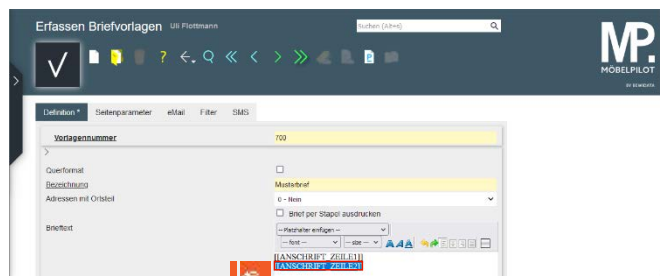 Erfassen Briefvorlagen Uli Flottmann
Suchen (Alt+s)
MP.
MÖBELPILOT
BY BEWIDATA
Definition * Seitenparameter eMail Filter SMS
Vorlagennummer 700
Querformat
Bezeichnung Musterbrief
Adressen mit Ortsteil 0 - Nein
Brief per Stapel ausdrucken
Brieftext -- Platzhalter einfügen --
-- font -- -- size --
[[ANSCHRIFT_ZEILE1]]
[[ANSCHRIFT_ZEILE2]]